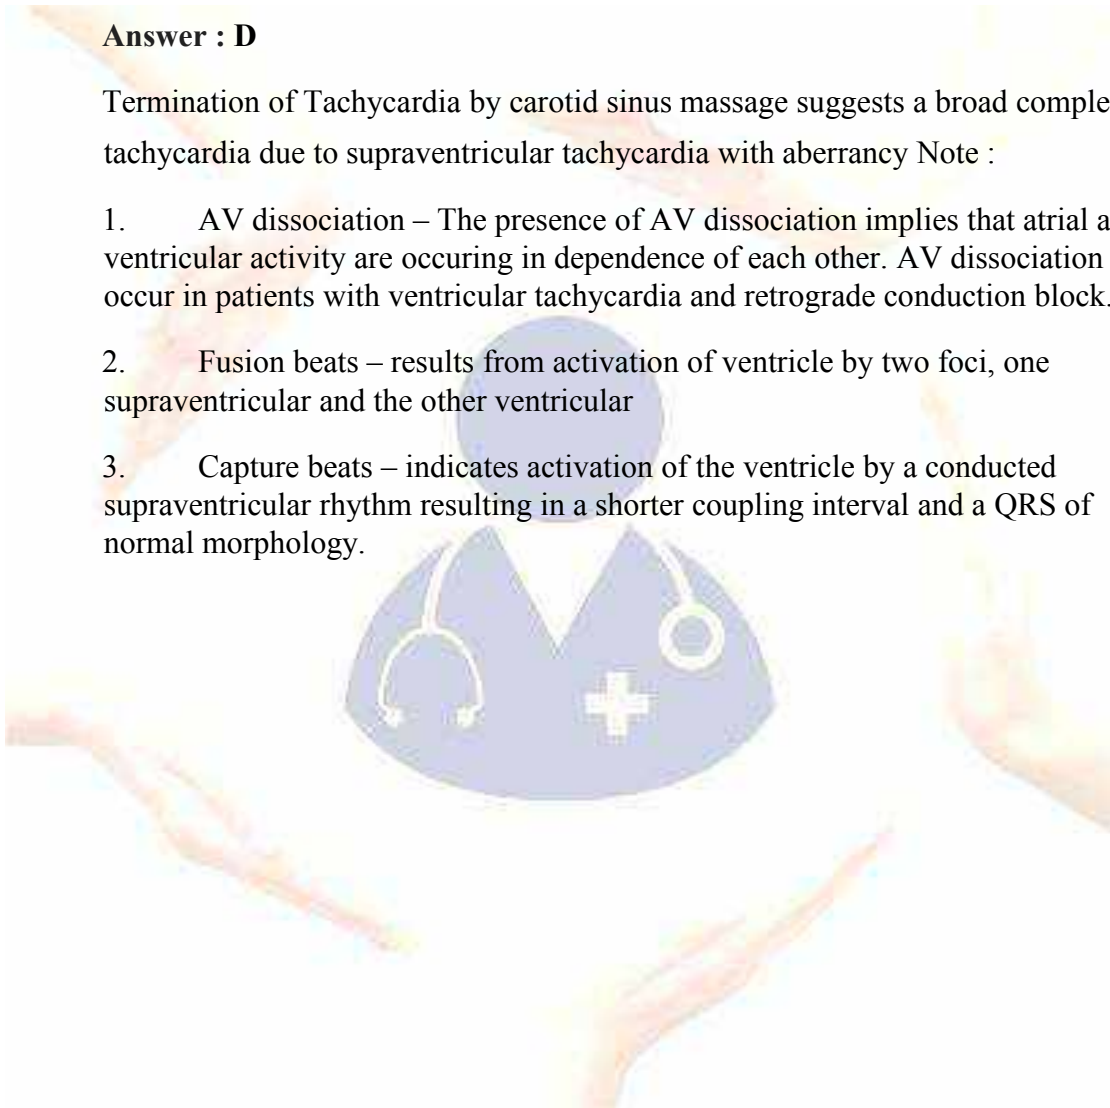 Answer : D
Termination of Tachycardia by carotid sinus massage suggests a broad comple
tachycardia due to supraventricular tachycardia with aberrancy Note :
1. AV dissociation – The presence of AV dissociation implies that atrial a
ventricular activity are occuring in dependence of each other. AV dissociation
occur in patients with ventricular tachycardia and retrograde conduction block.
2. Fusion beats – results from activation of ventricle by two foci, one
supraventricular and the other ventricular
3. Capture beats – indicates activation of the ventricle by a conducted
supraventricular rhythm resulting in a shorter coupling interval and a QRS of
normal morphology.